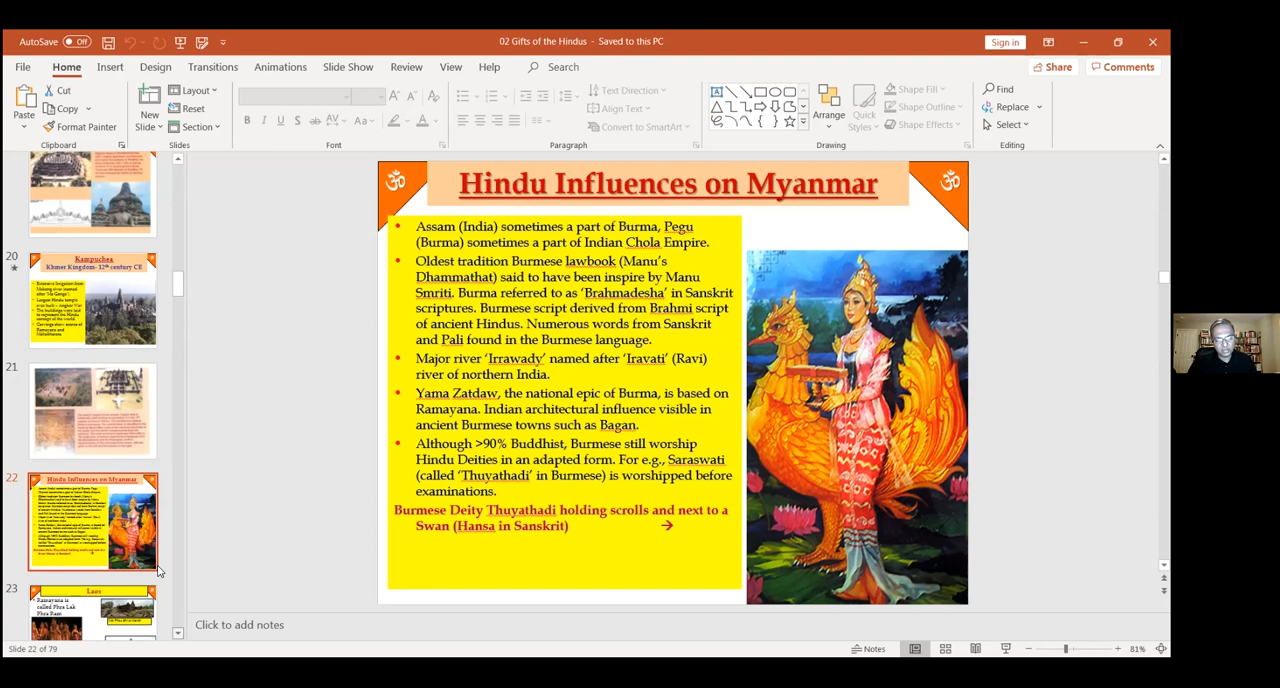 AutoSave Off
02 Gifts of the Hindus - Saved to this PC
Sign in
File Home Insert Design Transitions Animations Slide Show Review View Help Search
Share Comments
Paste
Cut
Copy
Format Painter
Clipboard
New Slide
Layout
Reset
Section
Slides
Font
Text Direction
Align Text
Convert to SmartArt
Paragraph
Arrange
Quick Styles
Shape Fill
Shape Outline
Shape Effects
Drawing
Find
Replace
Select
Editing
20
Kampuchea
Khmer Kingdom- 12th century CE
21
22
Hindu Influences on Myanmar
23
Laos
Ramayana is
called Phra Lak
Phra Ram
ॐ
Hindu Influences on Myanmar
ॐ
• Assam (India) sometimes a part of Burma, Pegu
(Burma) sometimes a part of Indian Chola Empire.
• Oldest tradition Burmese lawbook (Manu's
Dhammathat) said to have been inspire by Manu
Smriti. Burma referred to as 'Brahmadesha' in Sanskrit
scriptures. Burmese script derived from Brahmi script
of ancient Hindus. Numerous words from Sanskrit
and Pali found in the Burmese language.
• Major river 'Irrawady' named after 'Iravati' (Ravi)
river of northern India.
• Yama Zatdaw, the national epic of Burma, is based on
Ramayana. Indian architectural influence visible in
ancient Burmese towns such as Bagan.
• Although >90% Buddhist, Burmese still worship
Hindu Deities in an adapted form. For e.g., Saraswati
(called 'Thuyathadi' in Burmese) is worshipped before
examinations.
Burmese Deity Thuyathadi holding scrolls and next to a
Swan (Hansa in Sanskrit) →
Click to add notes
Slide 22 of 79
Notes
81%